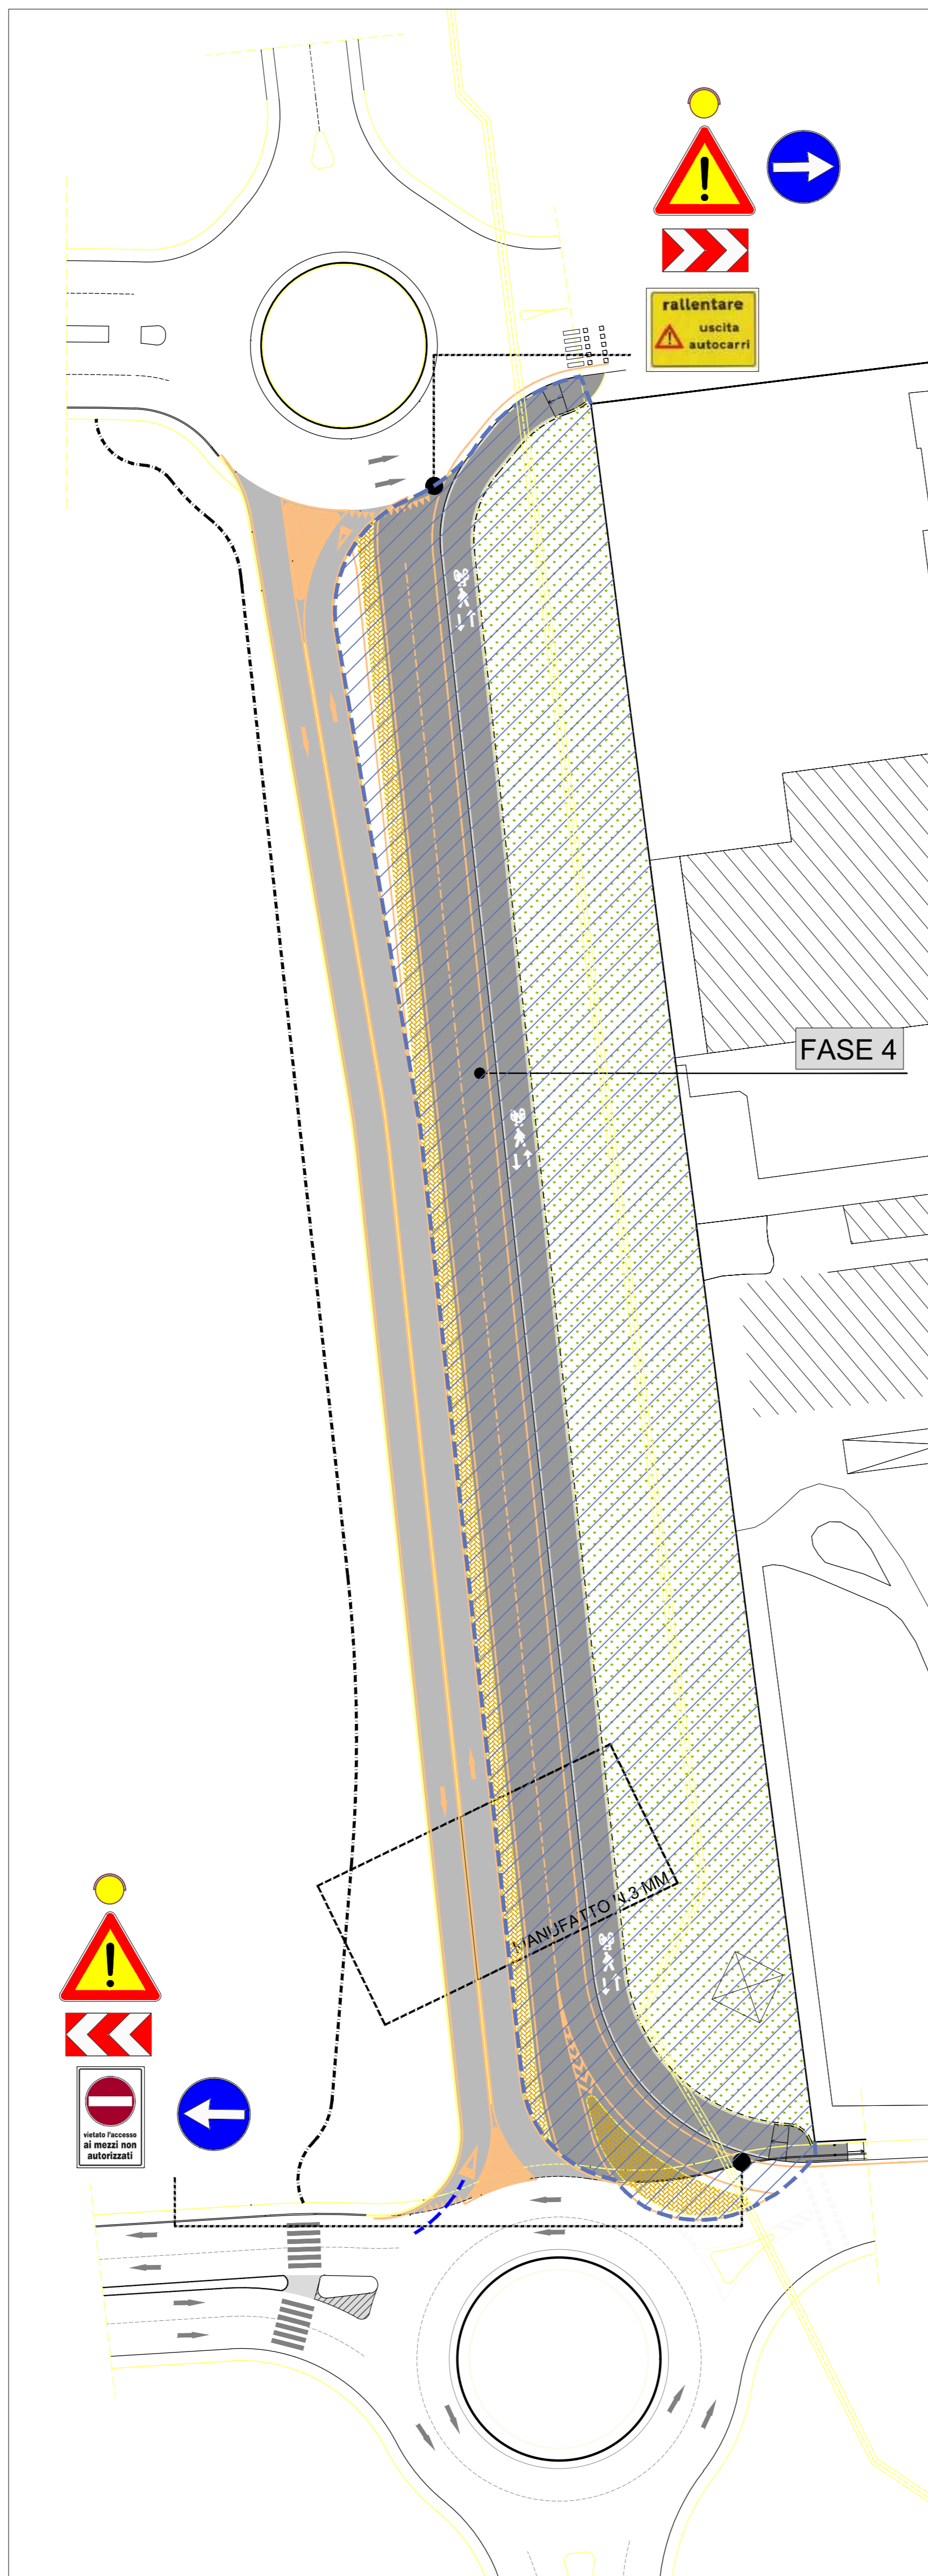 rallentare
uscita
autocarri
FASE 4
MANUFATTO N.3 MM
vietato l'accesso
ai mezzi non
autorizzati